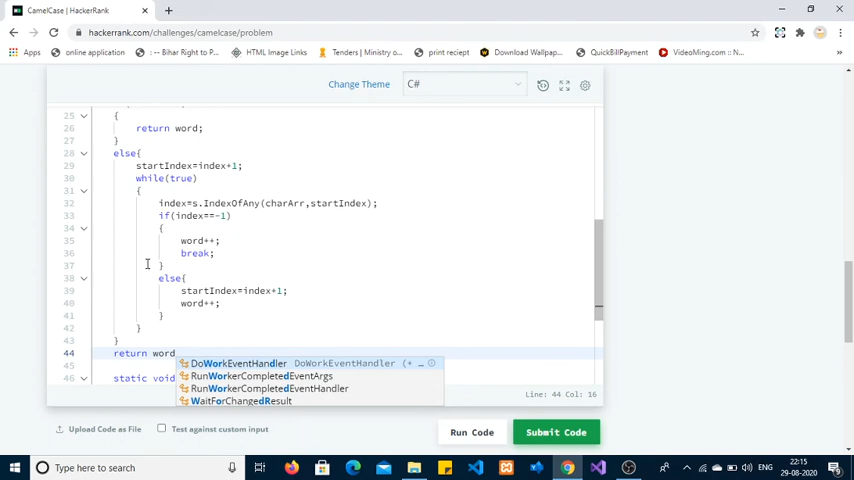 CamelCase | HackerRank
hackerrank.com/challenges/camelcase/problem
Apps online application : : -- Bihar Right to P... HTML Image Links Tenders | Ministry o... print reciept Download Wallpap... QuickBillPayment VideoMing.com :: N...
Change Theme C#
25 {
26 return word;
27 }
28 else{
29 startIndex=index+1;
30 while(true)
31 {
32 index=s.IndexOfAny(charArr,startIndex);
33 if(index==-1)
34 {
35 word++;
36 break;
37 }
38 else{
39 startIndex=index+1;
40 word++;
41 }
42 }
43 }
44 return word
DoWorkEventHandler DoWorkEventHandler (+ …
45
RunWorkerCompletedEventArgs
46 static void
RunWorkerCompletedEventHandler
WaitForChangedResult
Line: 44 Col: 16
Upload Code as File Test against custom input Run Code Submit Code
Type here to search
ENG 22:15
29-08-2020